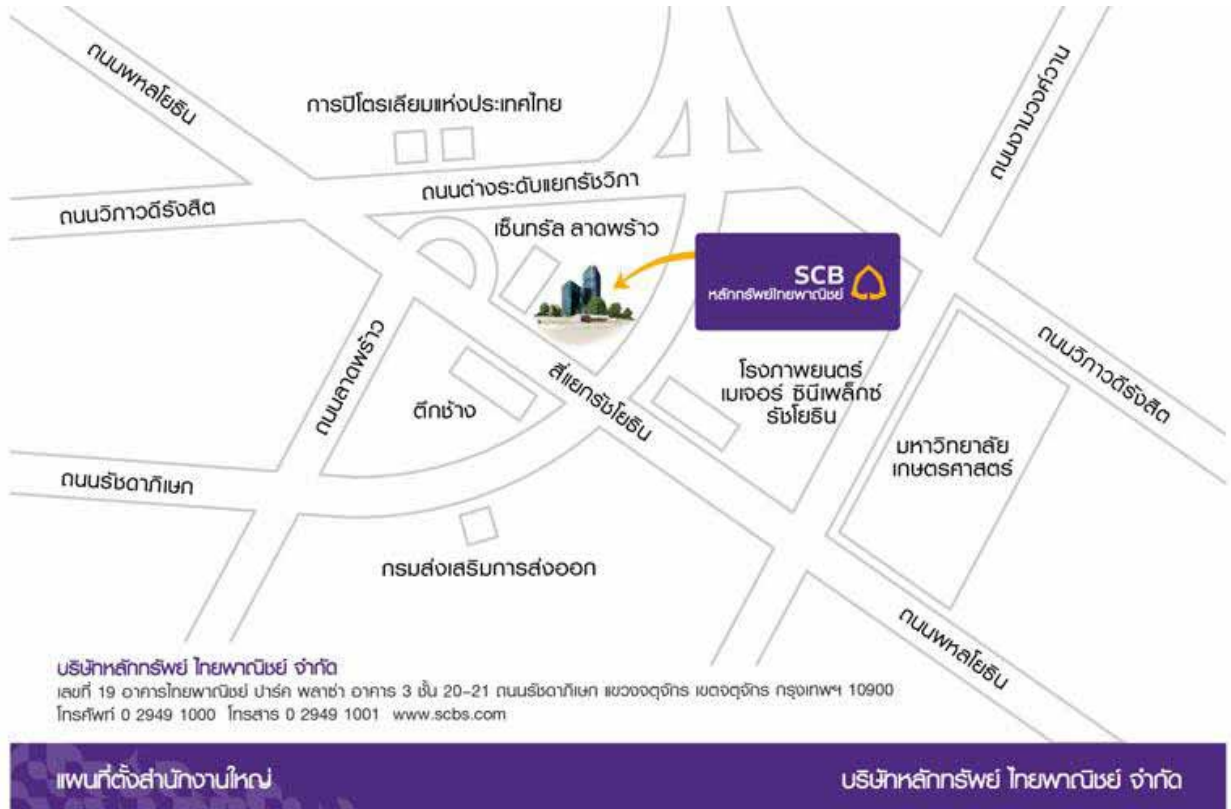 ถนนพหลโยธิน
ถนนงามวงศ์วาน
การปิโตรเลียมแห่งประเทศไทย
ถนนต่างระดับแยกรัชวิภา
ถนนวิภาวดีรังสิต
เซ็นทรัล ลาดพร้าว
SCB
หลักทรัพย์ไทยพาณิชย์
ถนนวิภาวดีรังสิต
ถนนลาดพร้าว
สี่แยกรัชโยธิน
โรงภาพยนตร์
เมเจอร์ ซินีเพล็กซ์
รัชโยธิน
ตึกช้าง
มหาวิทยาลัย
เกษตรศาสตร์
ถนนรัชดาภิเษก
กรมส่งเสริมการส่งออก
ถนนพหลโยธิน
บริษัทหลักทรัพย์ ไทยพาณิชย์ จำกัด
เลขที่ 19 อาคารไทยพาณิชย์ ปาร์ค พลาซ่า อาคาร 3 ชั้น 20-21 ถนนรัชดาภิเษก แขวงจตุจักร เขตจตุจักร กรุงเทพฯ 10900
โทรศัพท์ 0 2949 1000 โทรสาร 0 2949 1001 www.scbs.com
แผนที่ตั้งสำนักงานใหญ่
บริษัทหลักทรัพย์ ไทยพาณิชย์ จำกัด